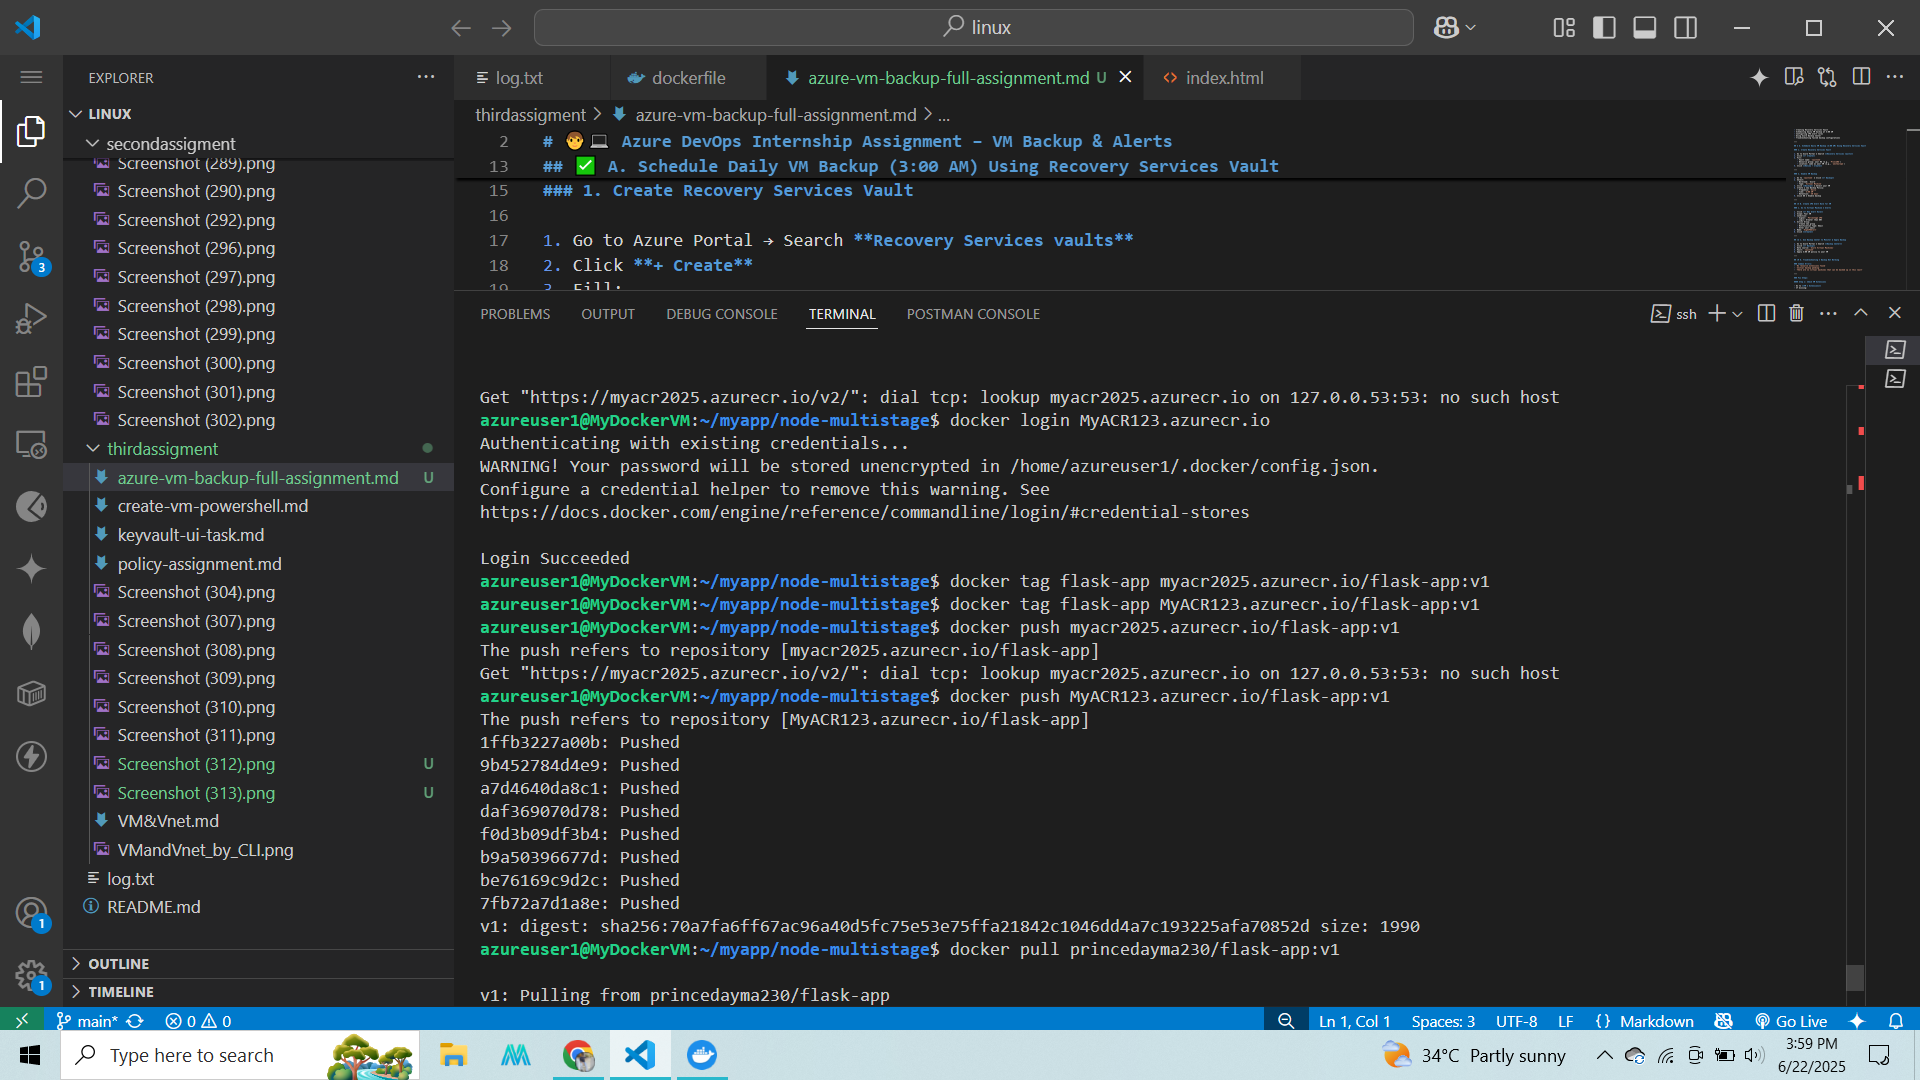 linux
EXPLORER
LINUX
secondassigment
Screenshot (289).png
Screenshot (290).png
Screenshot (292).png
Screenshot (296).png
Screenshot (297).png
Screenshot (298).png
Screenshot (299).png
Screenshot (300).png
Screenshot (301).png
Screenshot (302).png
thirdassigment
azure-vm-backup-full-assignment.md U
create-vm-powershell.md
keyvault-ui-task.md
policy-assignment.md
Screenshot (304).png
Screenshot (307).png
Screenshot (308).png
Screenshot (309).png
Screenshot (310).png
Screenshot (311).png
Screenshot (312).png U
Screenshot (313).png U
VM&Vnet.md
VMandVnet_by_CLI.png
log.txt
README.md
OUTLINE
TIMELINE
3
1
1
log.txt dockerfile azure-vm-backup-full-assignment.md U index.html
thirdassigment > azure-vm-backup-full-assignment.md > ...
2 # 🧑‍💻 Azure DevOps Internship Assignment – VM Backup & Alerts
13 ## ✅ A. Schedule Daily VM Backup (3:00 AM) Using Recovery Services Vault
15 ### 1. Create Recovery Services Vault
16
17 1. Go to Azure Portal → Search **Recovery Services vaults**
18 2. Click **+ Create**
19 3. Fill:
PROBLEMS OUTPUT DEBUG CONSOLE TERMINAL POSTMAN CONSOLE
ssh
Get "https://myacr2025.azurecr.io/v2/": dial tcp: lookup myacr2025.azurecr.io on 127.0.0.53:53: no such host
azureuser1@MyDockerVM:~/myapp/node-multistage$ docker login MyACR123.azurecr.io
Authenticating with existing credentials...
WARNING! Your password will be stored unencrypted in /home/azureuser1/.docker/config.json.
Configure a credential helper to remove this warning. See
https://docs.docker.com/engine/reference/commandline/login/#credential-stores
Login Succeeded
azureuser1@MyDockerVM:~/myapp/node-multistage$ docker tag flask-app myacr2025.azurecr.io/flask-app:v1
azureuser1@MyDockerVM:~/myapp/node-multistage$ docker tag flask-app MyACR123.azurecr.io/flask-app:v1
azureuser1@MyDockerVM:~/myapp/node-multistage$ docker push myacr2025.azurecr.io/flask-app:v1
The push refers to repository [myacr2025.azurecr.io/flask-app]
Get "https://myacr2025.azurecr.io/v2/": dial tcp: lookup myacr2025.azurecr.io on 127.0.0.53:53: no such host
azureuser1@MyDockerVM:~/myapp/node-multistage$ docker push MyACR123.azurecr.io/flask-app:v1
The push refers to repository [MyACR123.azurecr.io/flask-app]
1ffb3227a00b: Pushed
9b452784d4e9: Pushed
a7d4640da8c1: Pushed
daf369070d78: Pushed
f0d3b09df3b4: Pushed
b9a50396677d: Pushed
be76169c9d2c: Pushed
7fb72a7d1a8e: Pushed
v1: digest: sha256:70a7fa6ff67ac96a40d5fc75e53e75ffa21842c1046dd4a7c193225afa70852d size: 1990
azureuser1@MyDockerVM:~/myapp/node-multistage$ docker pull princedayma230/flask-app:v1
v1: Pulling from princedayma230/flask-app
main* 0 0 Ln 1, Col 1 Spaces: 3 UTF-8 LF {} Markdown Go Live
Type here to search
34°C Partly sunny
3:59 PM
6/22/2025